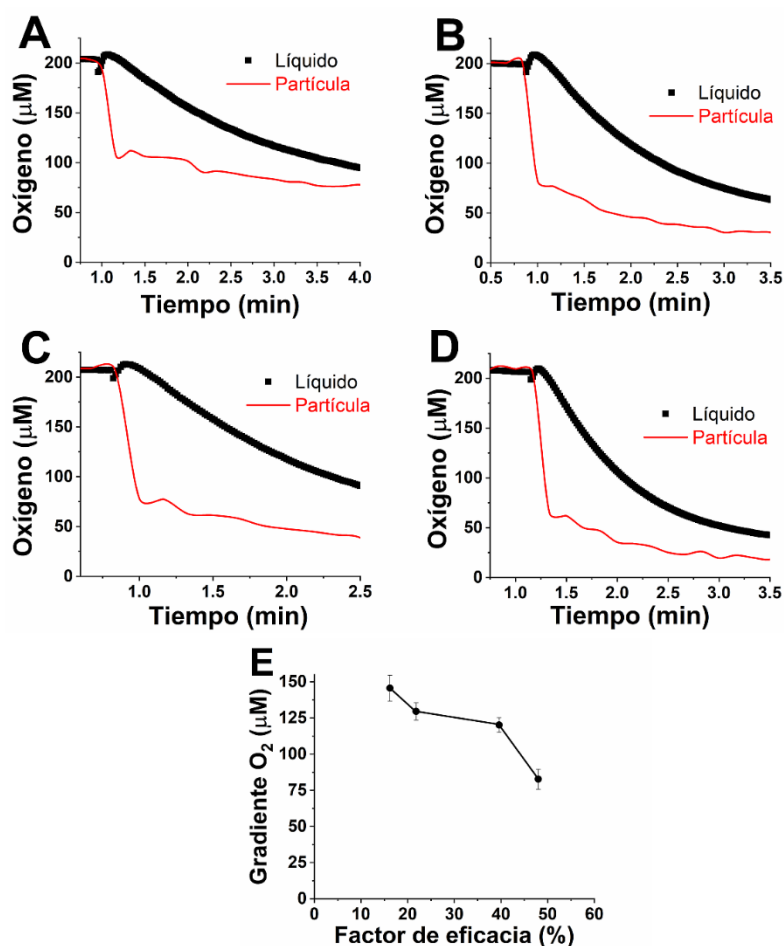 A
Oxígeno (μM)
200
150
100
50
0
1.0 1.5 2.0 2.5 3.0 3.5 4.0
Tiempo (min)
Líquido
Partícula
B
Oxígeno (μM)
200
150
100
50
0
0.5 1.0 1.5 2.0 2.5 3.0 3.5
Tiempo (min)
Líquido
Partícula
C
Oxígeno (μM)
200
150
100
50
0
1.0 1.5 2.0 2.5
Tiempo (min)
Líquido
Partícula
D
Oxígeno (μM)
200
150
100
50
0
1.0 1.5 2.0 2.5 3.0 3.5
Tiempo (min)
Líquido
Partícula
E
Gradiente O₂ (μM)
150
125
100
75
50
25
0
0 10 20 30 40 50 60
Factor de eficacia (%)